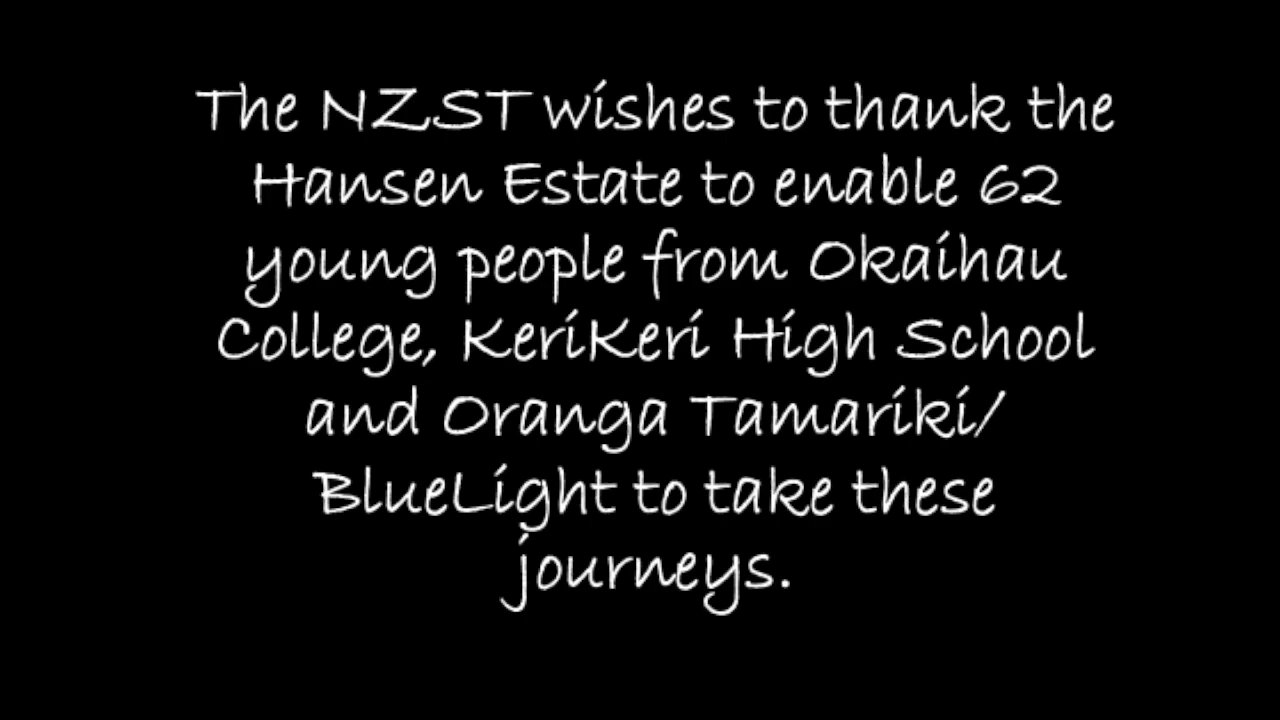 The NZST wishes to thank the
Hansen Estate to enable 62
young people from Okaihau
College, KeriKeri High School
and Oranga Tamariki/
BlueLight to take these
journeys.